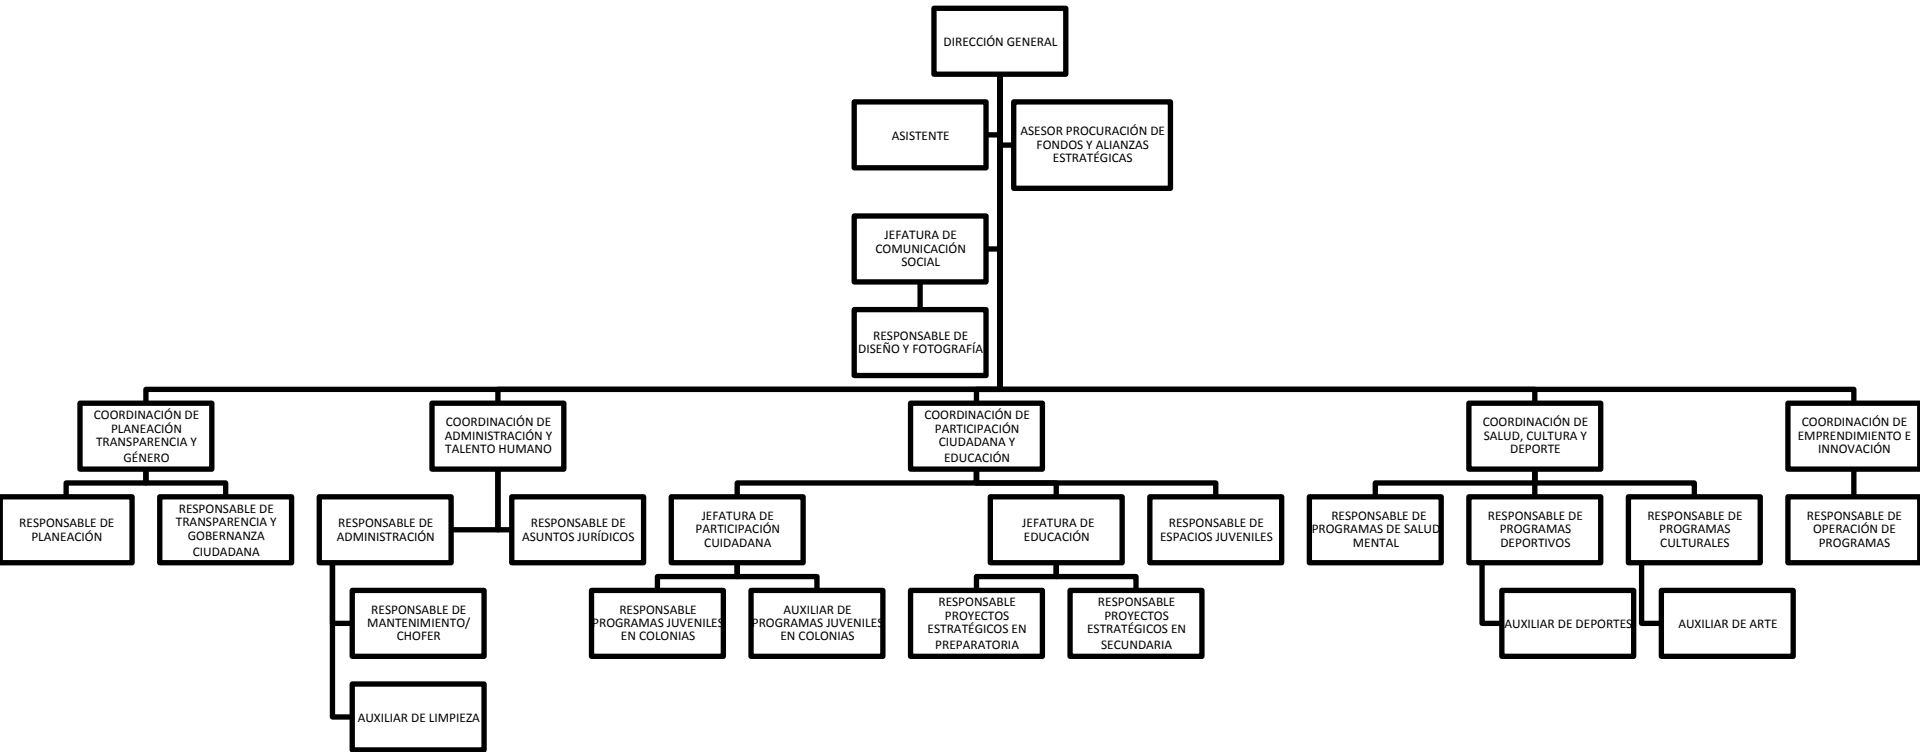 DIRECCIÓN GENERAL
ASISTENTE
ASESOR PROCURACIÓN DE
FONDOS Y ALIANZAS
ESTRATÉGICAS
JEFATURA DE
COMUNICACIÓN
SOCIAL
RESPONSABLE DE
DISEÑO Y FOTOGRAFÍA
COORDINACIÓN DE
PLANEACIÓN
TRANSPARENCIA Y
GÉNERO
COORDINACIÓN DE
ADMINISTRACIÓN Y
TALENTO HUMANO
COORDINACIÓN DE
PARTICIPACIÓN
CIUDADANA Y
EDUCACIÓN
COORDINACIÓN DE
SALUD, CULTURA Y
DEPORTE
COORDINACIÓN DE
EMPRENDIMIENTO E
INNOVACIÓN
RESPONSABLE DE
PLANEACIÓN
RESPONSABLE DE
TRANSPARENCIA Y
GOBERNANZA
CIUDADANA
RESPONSABLE DE
ADMINISTRACIÓN
RESPONSABLE DE
ASUNTOS JURÍDICOS
JEFATURA DE
PARTICIPACIÓN
CUIDADANA
JEFATURA DE
EDUCACIÓN
RESPONSABLE DE
ESPACIOS JUVENILES
RESPONSABLE DE
PROGRAMAS DE SALUD
MENTAL
RESPONSABLE DE
PROGRAMAS
DEPORTIVOS
RESPONSABLE DE
PROGRAMAS
CULTURALES
RESPONSABLE DE
OPERACIÓN DE
PROGRAMAS
RESPONSABLE DE
MANTENIMIENTO/
CHOFER
RESPONSABLE
PROGRAMAS JUVENILES
EN COLONIAS
AUXILIAR DE
PROGRAMAS JUVENILES
EN COLONIAS
RESPONSABLE
PROYECTOS
ESTRATÉGICOS EN
PREPARATORIA
RESPONSABLE
PROYECTOS
ESTRATÉGICOS EN
SECUNDARIA
AUXILIAR DE DEPORTES
AUXILIAR DE ARTE
AUXILIAR DE LIMPIEZA